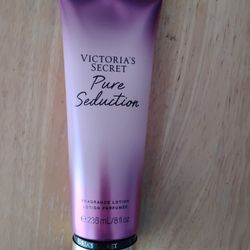 VICTORIA'S
SECRET
Pure
Seduction
FRAGRANCE LOTION
LOTION PARFUMÉE
e 236 mL/8 fl oz